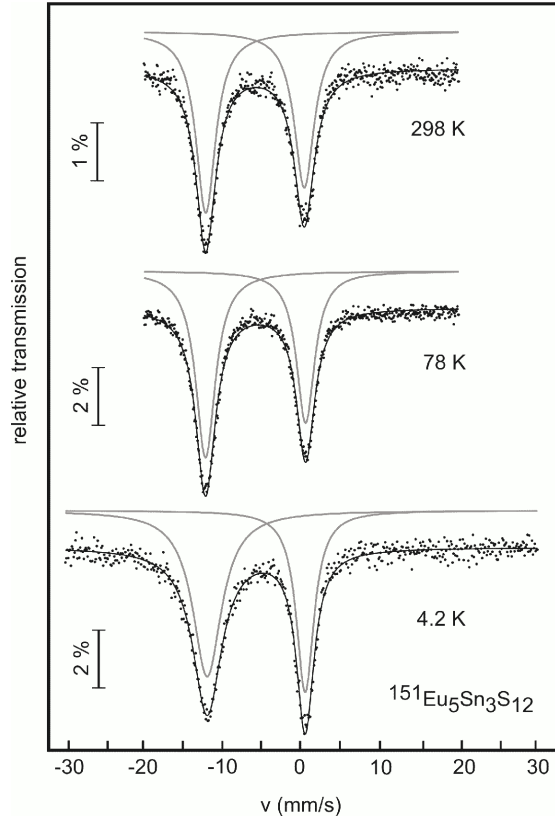 298 K
1 %
relative transmission
78 K
2 %
4.2 K
2 %
151Eu5Sn3S12
-30 -20 -10 0 10 20 30
v (mm/s)